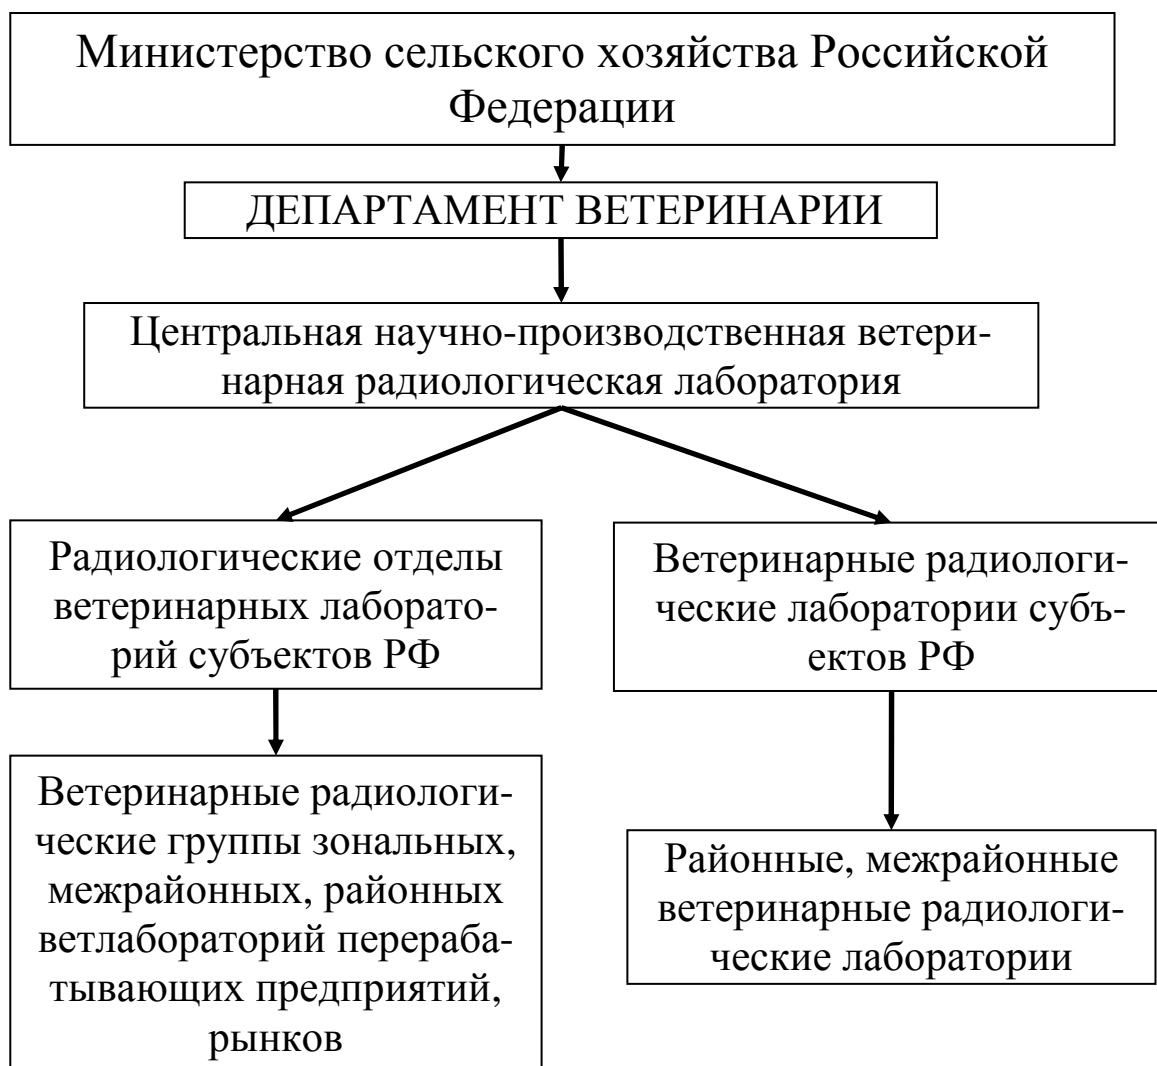 Министерство сельского хозяйства Российской
Федерации
ДЕПАРТАМЕНТ ВЕТЕРИНАРИИ
Центральная научно-производственная ветери-
нарная радиологическая лаборатория
Радиологические отделы
ветеринарных лаборато-
рий субъектов РФ
Ветеринарные радиологи-
ческие лаборатории субъ-
ектов РФ
Ветеринарные радиологи-
ческие группы зональных,
межрайонных, районных
ветлабораторий перераба-
тывающих предприятий,
рынков
Районные, межрайонные
ветеринарные радиологи-
ческие лаборатории